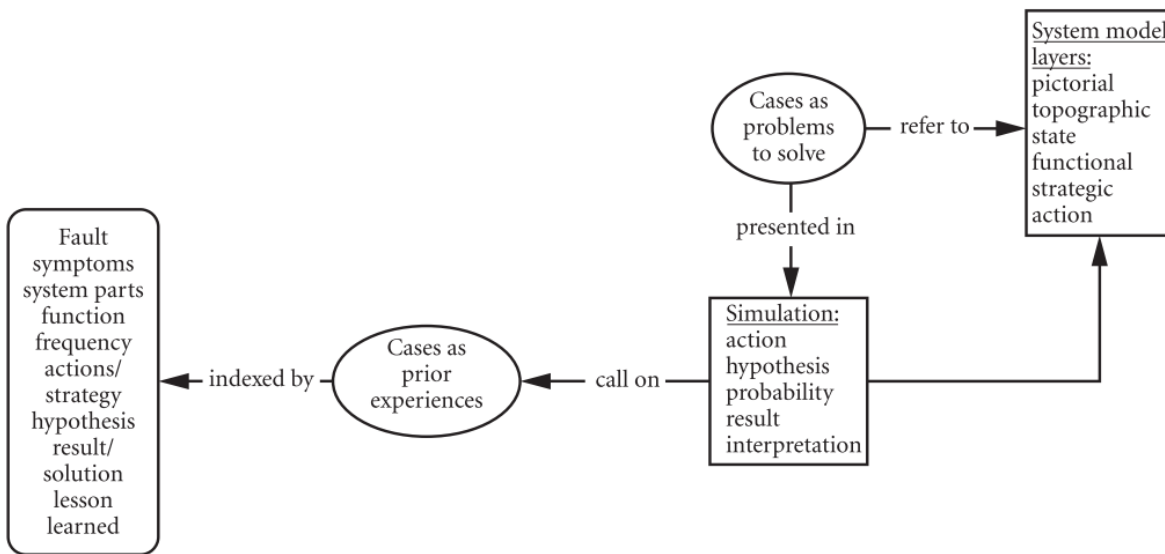 System model
layers:
pictorial
topographic
state
functional
strategic
action
Cases as
problems
to solve
refer to
presented in
Simulation:
action
hypothesis
probability
result
interpretation
call on
Cases as
prior
experiences
indexed by
Fault
symptoms
system parts
function
frequency
actions/
strategy
hypothesis
result/
solution
lesson
learned